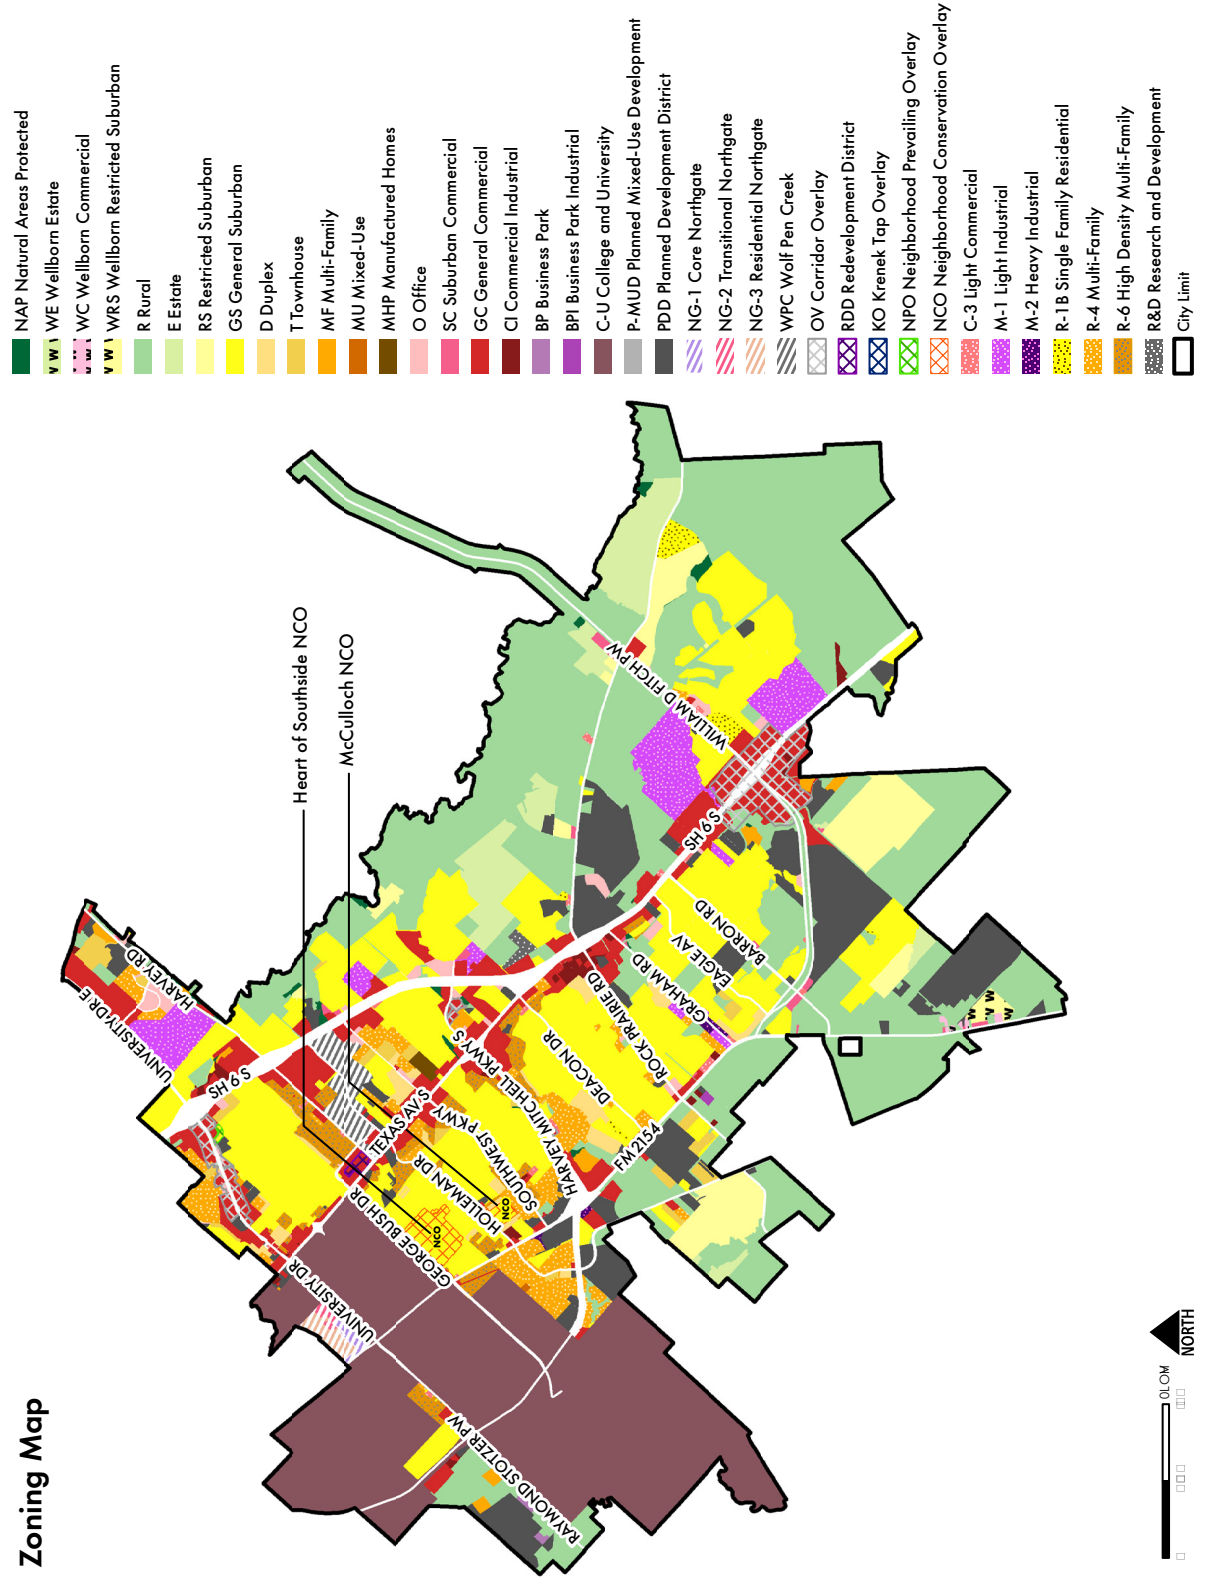 Zoning Map
NAP Natural Areas Protected
WE Wellborn Estate
WC Wellborn Commercial
WRS Wellborn Restricted Suburban
R Rural
E Estate
RS Restricted Suburban
GS General Suburban
D Duplex
T Townhouse
MF Multi-Family
MU Mixed-Use
MHP Manufactured Homes
O Office
SC Suburban Commercial
GC General Commercial
CI Commercial Industrial
BP Business Park
BPI Business Park Industrial
C-U College and University
P-MUD Planned Mixed-Use Development
PDD Planned Development District
NG-1 Core Northgate
NG-2 Transitional Northgate
NG-3 Residential Northgate
WPC Wolf Pen Creek
OV Corridor Overlay
RDD Redevelopment District
KO Krenek Tap Overlay
NPO Neighborhood Prevailing Overlay
NCO Neighborhood Conservation Overlay
C-3 Light Commercial
M-1 Light Industrial
M-2 Heavy Industrial
R-1B Single Family Residential
R-4 Multi-Family
R-6 High Density Multi-Family
R&D Research and Development
City Limit
Heart of Southside NCO
McCulloch NCO
UNIVERSITY DR E
HARVEY RD
SH 6 S
UNIVERSITY DR
UNIVERSITY DR
GEORGE BUSH DR
TEXAS AV S
HOLLEMAN DR
SOUTHWEST PKWY
HARVEY MITCHELL PKWY S
HARVEY MITCHELL
DEACON DR
ROCK PRAIRIE RD
GRAHAM RD
EAGLE AV
BARRON RD
SH 6 S
WILLIAM D FITCH PW
FM 2154
RAYMOND STOTZER PW
NCO
NCO
W W
W W
W
0LOM
NORTH